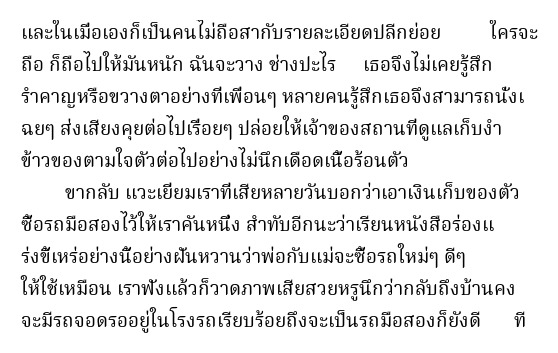 และในเมื่อเองก็เป็นคนไม่ถือสากับรายละเอียดปลีกย่อย ใครจะ
ถือ ก็ถือไปให้มันหนัก ฉันจะวาง ช่างปะไร เธอจึงไม่เคยรู้สึก
รำคาญหรือขวางตาอย่างที่เพื่อนๆ หลายคนรู้สึกเธอจึงสามารถนั่งเ
ฉยๆ ส่งเสียงคุยต่อไปเรื่อยๆ ปล่อยให้เจ้าของสถานที่ดูแลเก็บงำ
ข้าวของตามใจตัวต่อไปอย่างไม่นึกเดือดเนื้อร้อนตัว
ขากลับ แวะเยี่ยมเราที่เสียหลายวันบอกว่าเอาเงินเก็บของตัว
ซื้อรถมือสองไว้ให้เราคันหนึ่ง สำทับอีกนะว่าเรียนหนังสือร่องแ
ร่งขี้เหร่อย่างนี้อย่างฝันหวานว่าพ่อกับแม่จะซื้อรถใหม่ๆ ดีๆ
ให้ใช้เหมือน เราฟังแล้วก็วาดภาพเสียสวยหรูนึกว่ากลับถึงบ้านคง
จะมีรถจอดรออยู่ในโรงรถเรียบร้อยถึงจะเป็นรถมือสองก็ยังดี ที